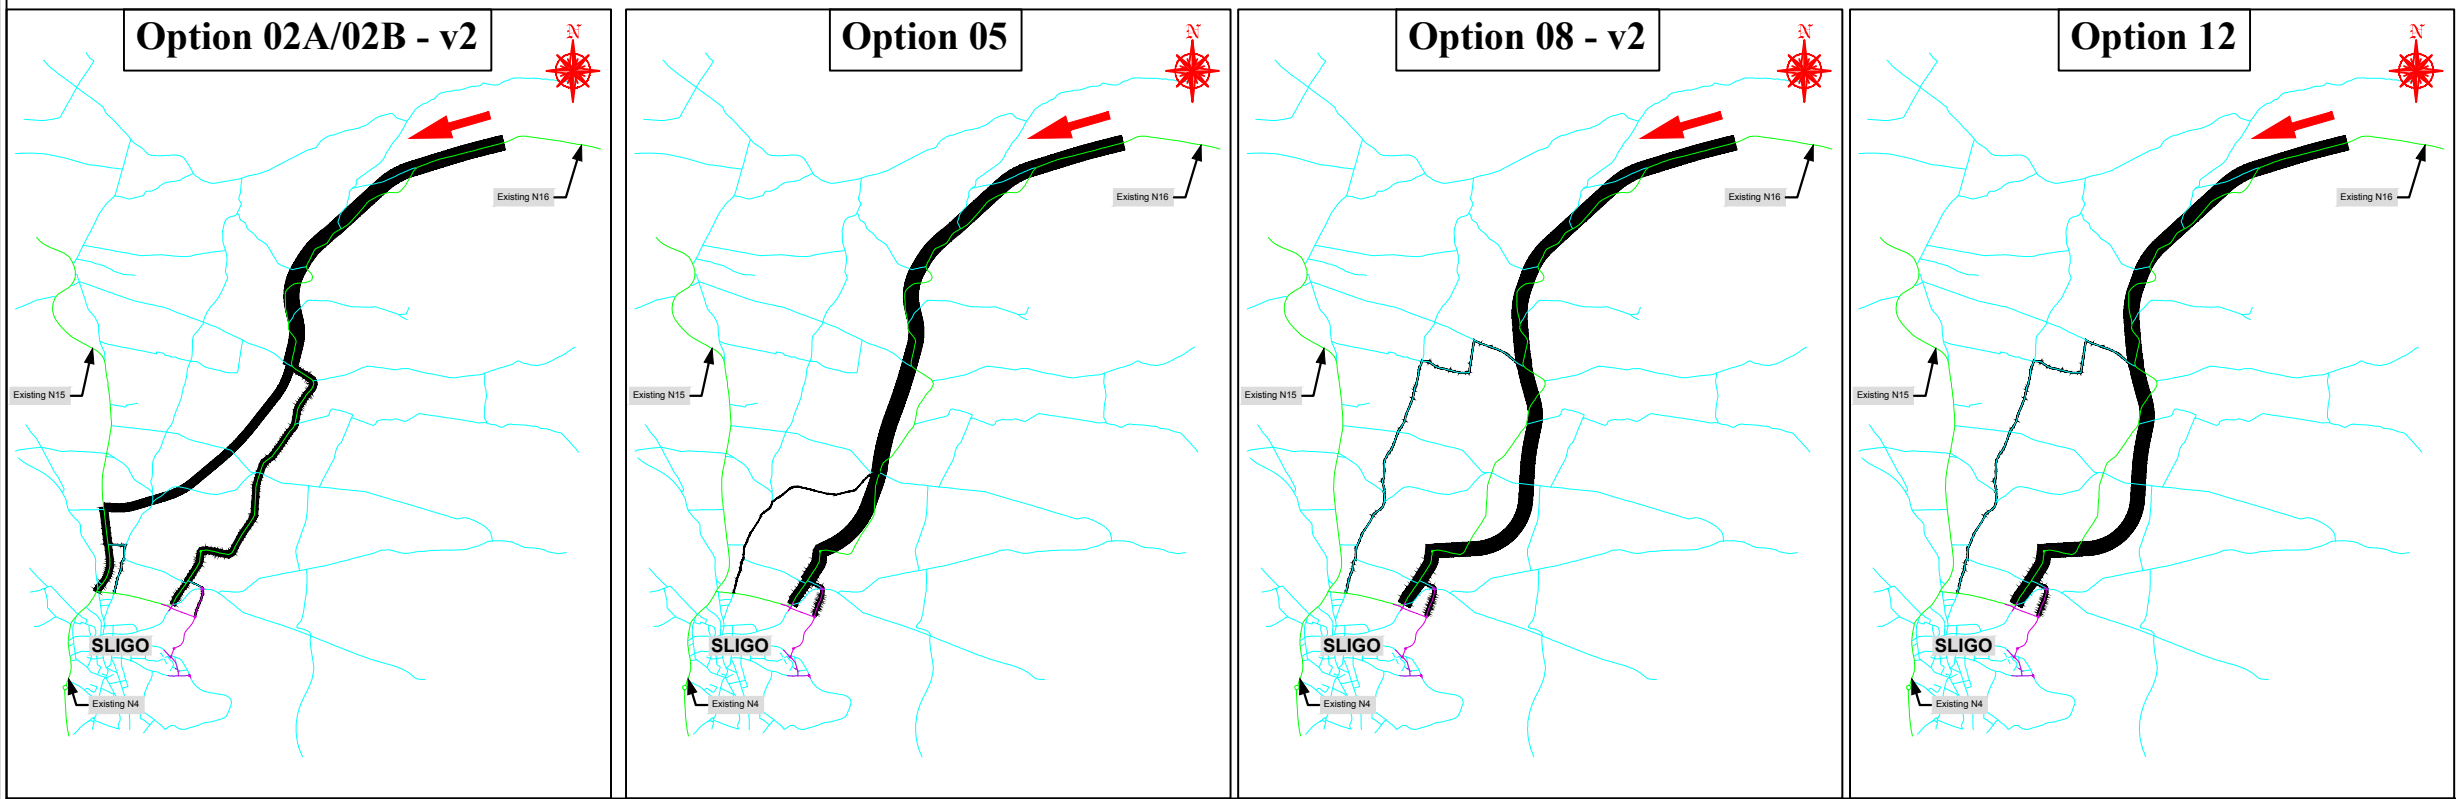 Option 02A/02B - v2
N
Existing N16
Existing N15
SLIGO
Existing N4
Option 05
N
Existing N16
Existing N15
SLIGO
Existing N4
Option 08 - v2
N
Existing N16
Existing N15
SLIGO
Existing N4
Option 12
N
Existing N16
Existing N15
SLIGO
Existing N4